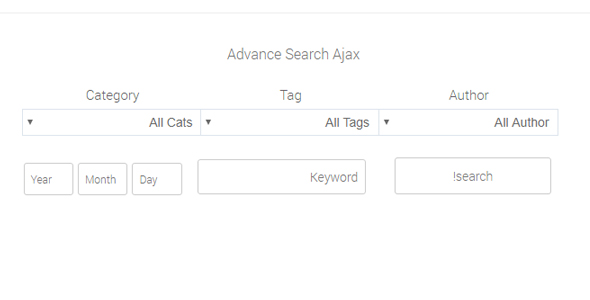 Advance Search Ajax
Category Tag Author
All Cats All Tags All Author
Year Month Day Keyword !search